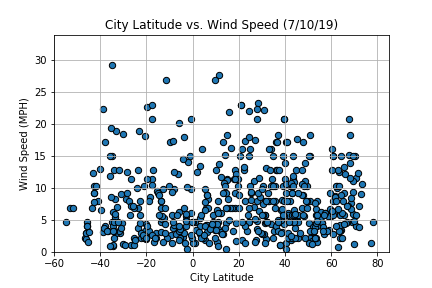 City Latitude vs. Wind Speed (7/10/19)
Wind Speed (MPH)
30
25
20
15
10
5
0
−60 −40 −20 0 20 40 60 80
City Latitude